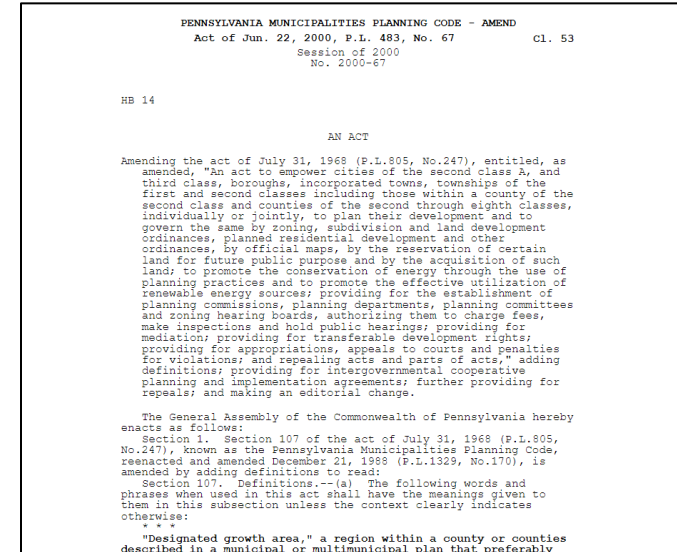 PENNSYLVANIA MUNICIPALITIES PLANNING CODE - AMEND
Act of Jun. 22, 2000, P.L. 483, No. 67 Cl. 53
Session of 2000
No. 2000-67
HB 14
AN ACT
Amending the act of July 31, 1968 (P.L.805, No.247), entitled, as
amended, "An act to empower cities of the second class A, and
third class, boroughs, incorporated towns, townships of the
first and second classes including those within a county of the
second class and counties of the second through eighth classes,
individually or jointly, to plan their development and to
govern the same by zoning, subdivision and land development
ordinances, planned residential development and other
ordinances, by official maps, by the reservation of certain
land for future public purpose and by the acquisition of such
land; to promote the conservation of energy through the use of
planning practices and to promote the effective utilization of
renewable energy sources; providing for the establishment of
planning commissions, planning departments, planning committees
and zoning hearing boards, authorizing them to charge fees,
make inspections and hold public hearings; providing for
mediation; providing for transferable development rights;
providing for appropriations, appeals to courts and penalties
for violations; and repealing acts and parts of acts," adding
definitions; providing for intergovernmental cooperative
planning and implementation agreements; further providing for
repeals; and making an editorial change.
The General Assembly of the Commonwealth of Pennsylvania hereby
enacts as follows:
Section 1. Section 107 of the act of July 31, 1968 (P.L.805,
No.247), known as the Pennsylvania Municipalities Planning Code,
reenacted and amended December 21, 1988 (P.L.1329, No.170), is
amended by adding definitions to read:
Section 107. Definitions.--(a) The following words and
phrases when used in this act shall have the meanings given to
them in this subsection unless the context clearly indicates
otherwise:
* * *
"Designated growth area," a region within a county or counties
described in a municipal or multimunicipal plan that preferably